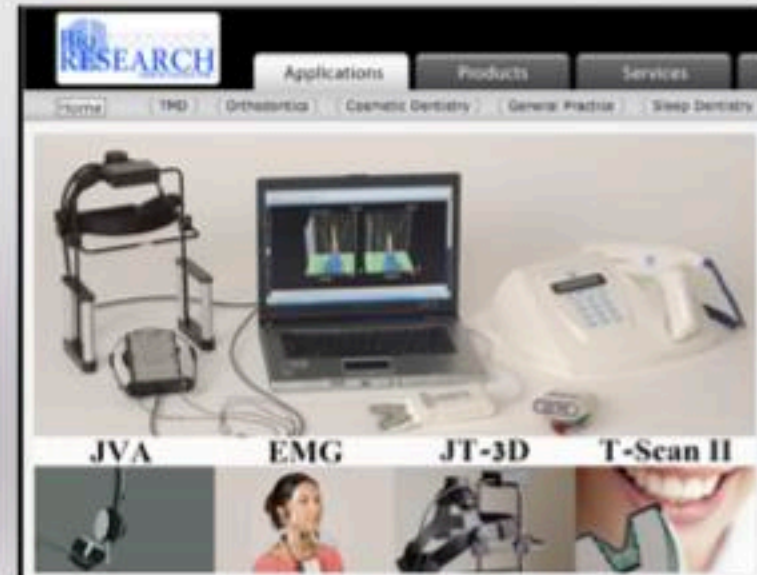 RESEARCH
Applications Products Services
Home TMD Orthodontics Cosmetic Dentistry General Practice Sleep Dentistry
JVA EMG JT-3D T-Scan II